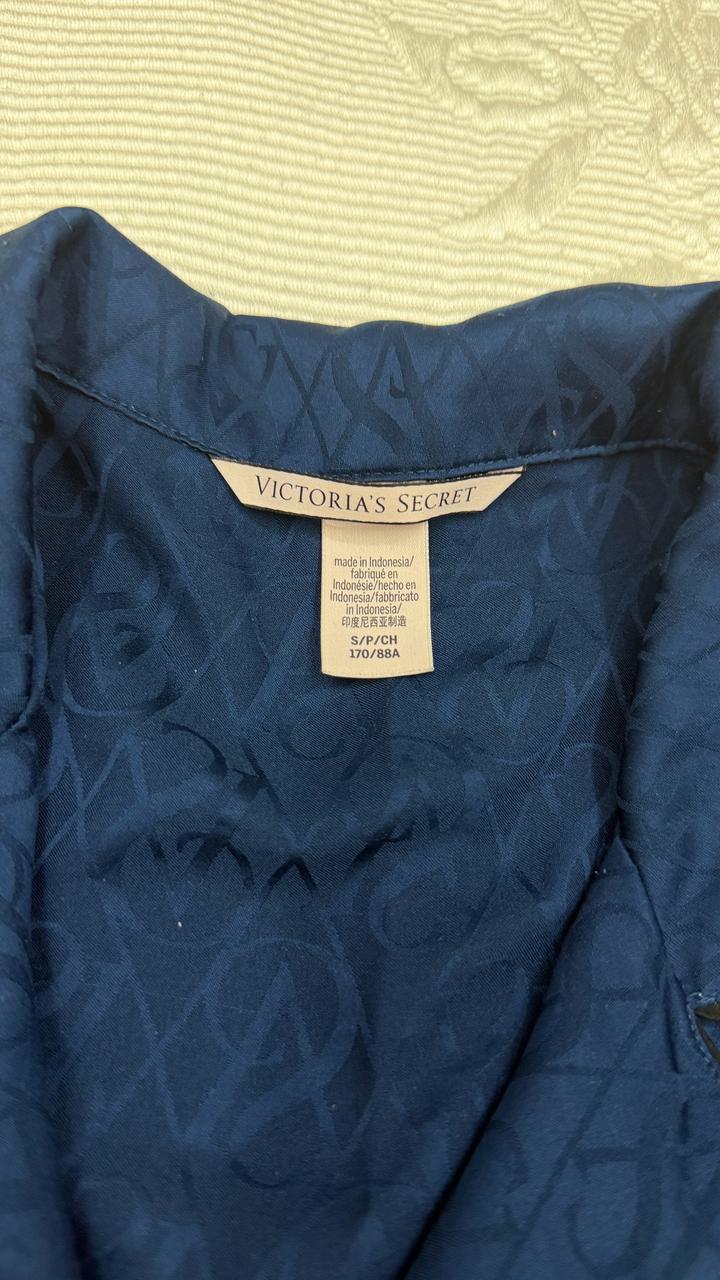 VICTORIA'S SECRET
made in Indonesia/
fabriqué en
Indonésie/hecho en
Indonesia/fabbricato
in Indonesia/
印度尼西亚制造
S/P/CH
170/88A